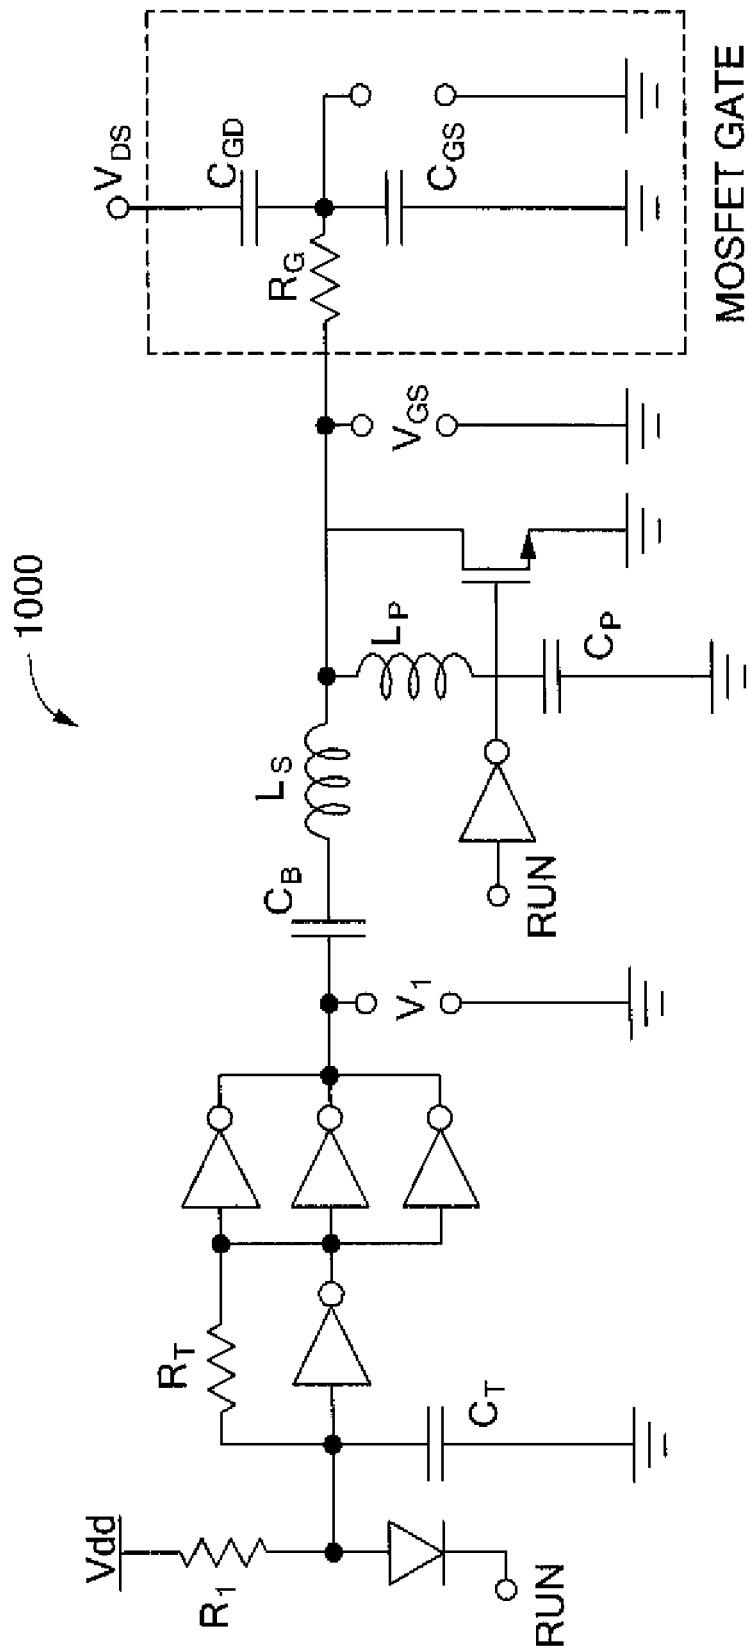 1000
Vdd
R1
RUN
RT
CT
V1
CB
LS
RUN
LP
CP
VGS
RG
VDS
CGD
CGS
MOSFET GATE